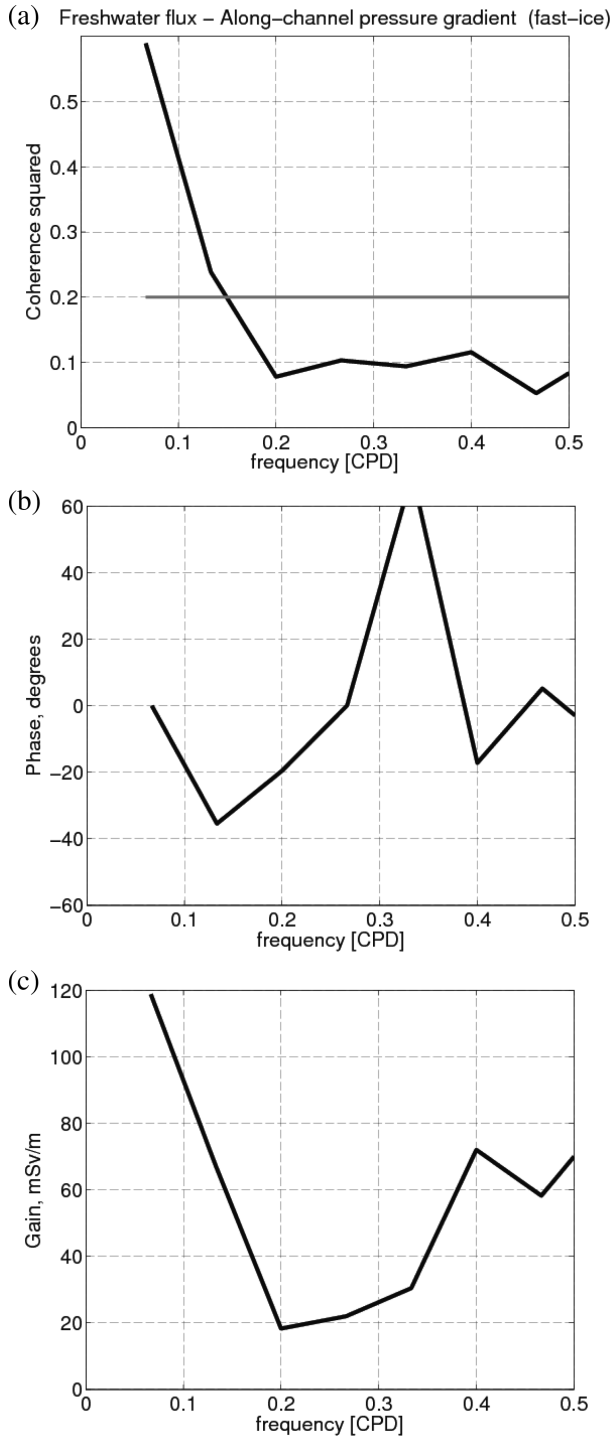 (a) Freshwater flux − Along−channel pressure gradient (fast−ice)
Coherence squared
0.5
0.4
0.3
0.2
0.1
0
0 0.1 0.2 0.3 0.4 0.5
frequency [CPD]
(b)
Phase, degrees
60
40
20
0
−20
−40
−60
0 0.1 0.2 0.3 0.4 0.5
frequency [CPD]
(c)
Gain, mSv/m
120
100
80
60
40
20
0
0 0.1 0.2 0.3 0.4 0.5
frequency [CPD]